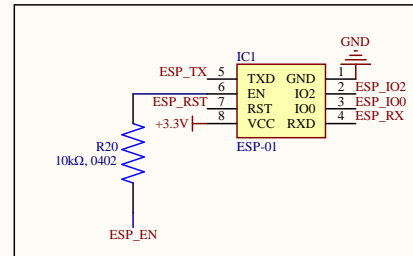 GND
IC1
ESP_TX 5 TXD GND 1
6 EN IO2 2 ESP_IO2
ESP_RST 7 RST IO0 3 ESP_IO0
+3.3V 8 VCC RXD 4 ESP_RX
ESP-01
R20
10kΩ, 0402
ESP_EN